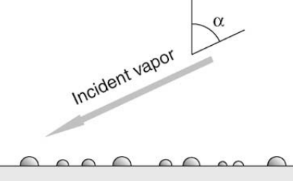 α
Incident vapor